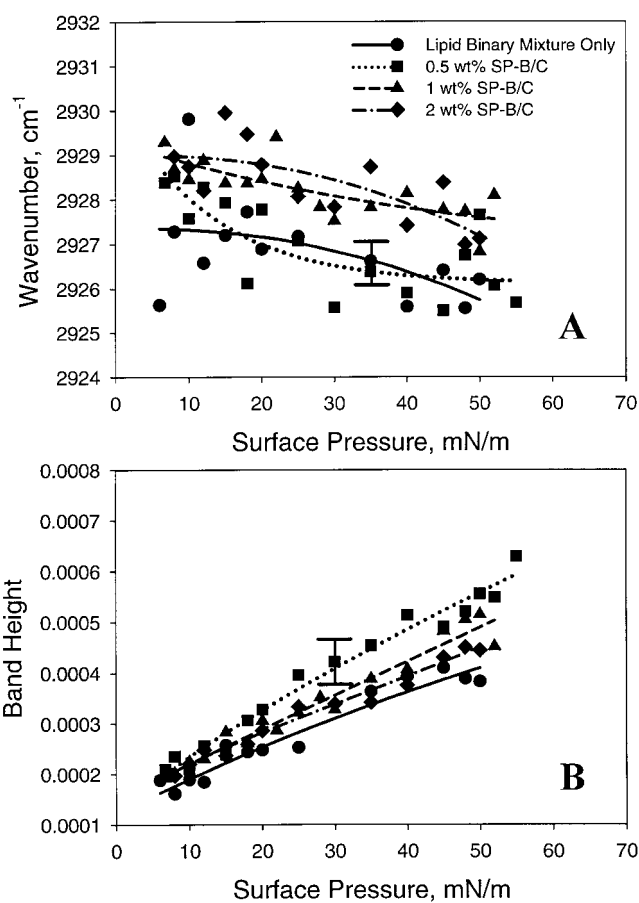 2932
2931
2930
2929
2928
2927
2926
2925
2924
Wavenumber, cm⁻¹
Lipid Binary Mixture Only
0.5 wt% SP-B/C
1 wt% SP-B/C
2 wt% SP-B/C
A
0 10 20 30 40 50 60 70
Surface Pressure, mN/m
0.0008
0.0007
0.0006
0.0005
0.0004
0.0003
0.0002
0.0001
Band Height
B
0 10 20 30 40 50 60 70
Surface Pressure, mN/m